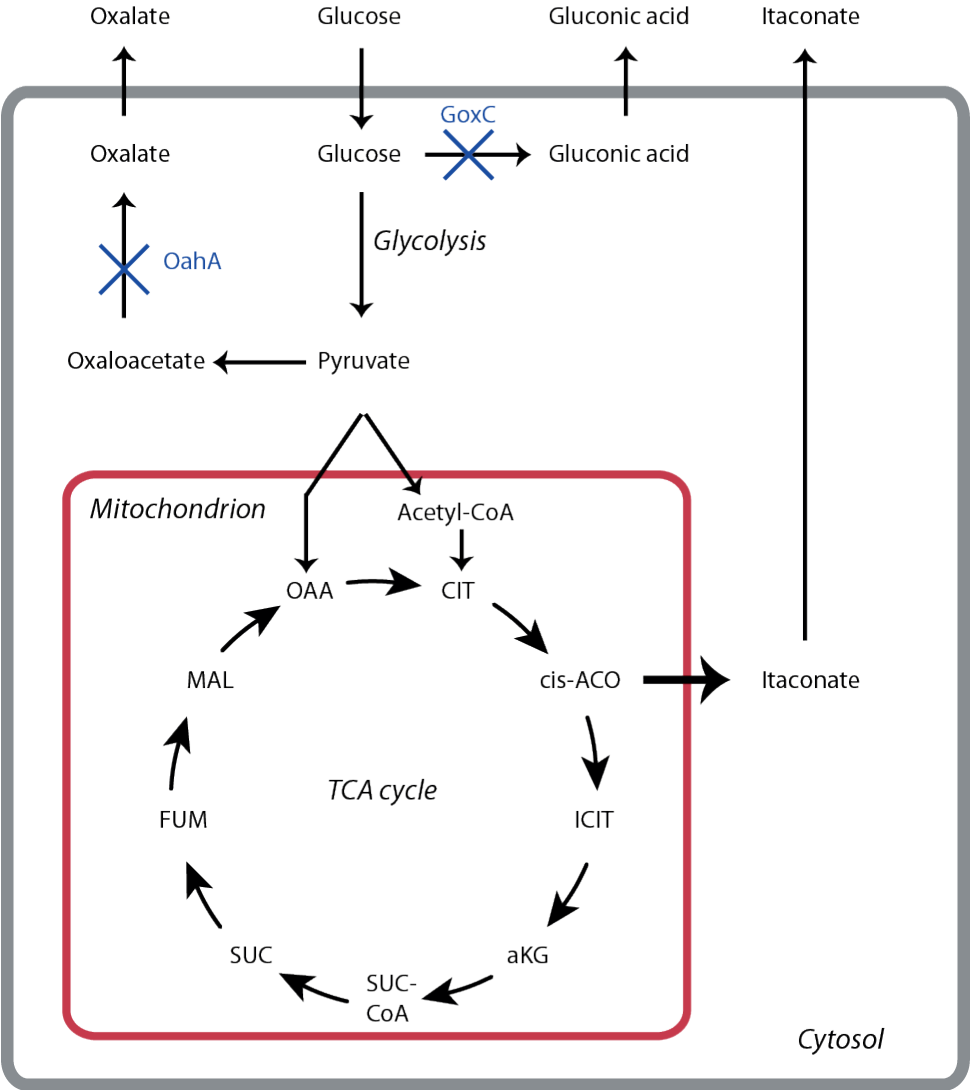 Oxalate
Glucose
Gluconic acid
Itaconate
GoxC
Oxalate
Glucose
Gluconic acid
Glycolysis
OahA
Oxaloacetate
Pyruvate
Mitochondrion
Acetyl-CoA
OAA
CIT
MAL
cis-ACO
Itaconate
TCA cycle
FUM
ICIT
SUC
aKG
SUC-
CoA
Cytosol